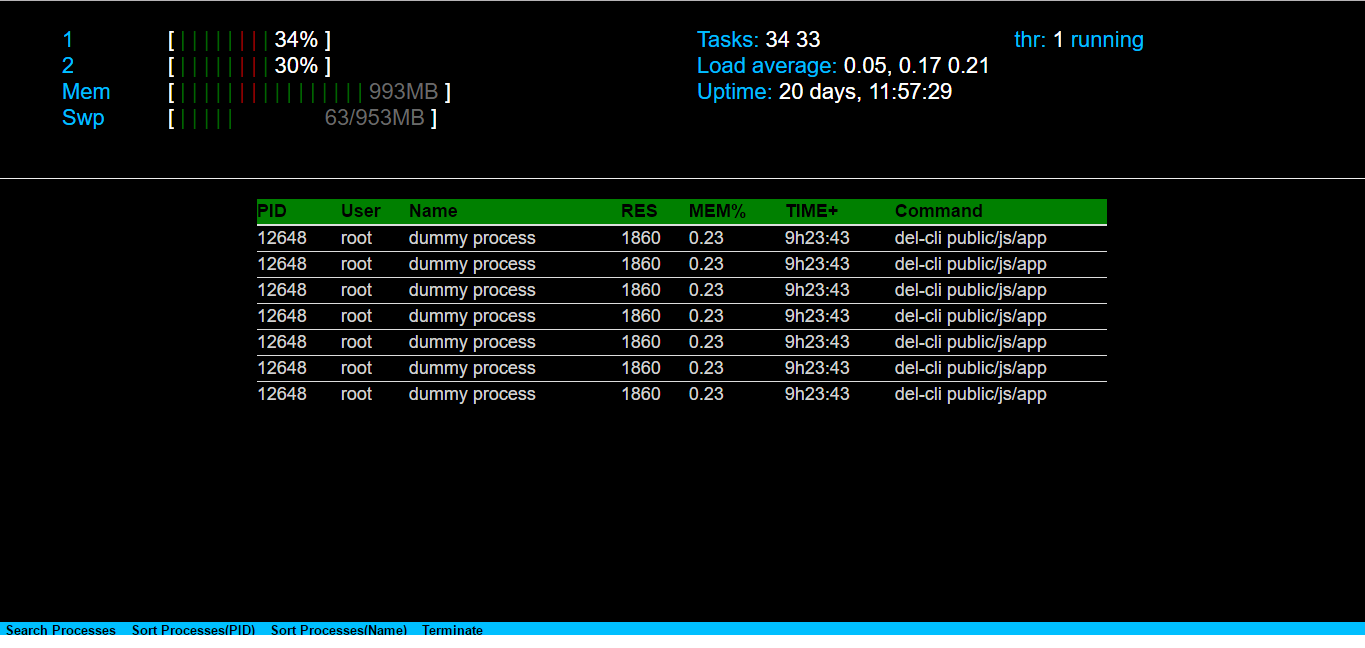 1 [||||||||34% ] Tasks: 34 33 thr: 1 running
2 [||||||||30% ] Load average: 0.05, 0.17 0.21
Mem [||||||||||||||||993MB ] Uptime: 20 days, 11:57:29
Swp [||||| 63/953MB ]
PID User Name RES MEM% TIME+ Command
12648 root dummy process 1860 0.23 9h23:43 del-cli public/js/app
12648 root dummy process 1860 0.23 9h23:43 del-cli public/js/app
12648 root dummy process 1860 0.23 9h23:43 del-cli public/js/app
12648 root dummy process 1860 0.23 9h23:43 del-cli public/js/app
12648 root dummy process 1860 0.23 9h23:43 del-cli public/js/app
12648 root dummy process 1860 0.23 9h23:43 del-cli public/js/app
12648 root dummy process 1860 0.23 9h23:43 del-cli public/js/app
Search Processes Sort Processes(PID) Sort Processes(Name) Terminate